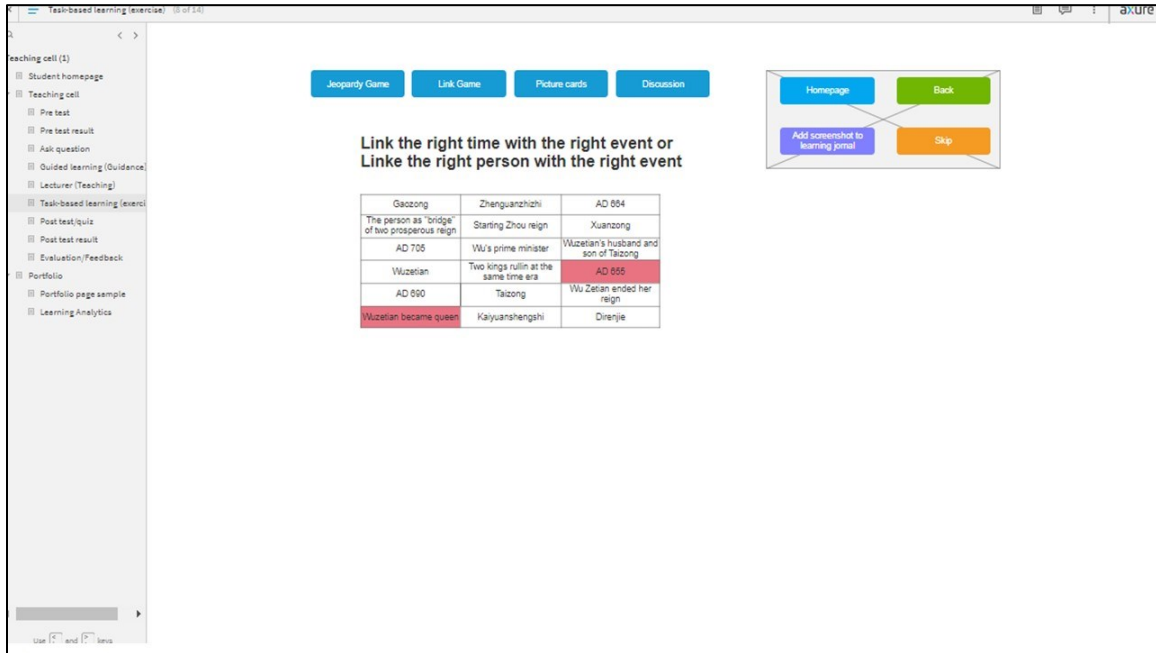 Task-based learning (exercise) (8 of 14)
axure
Teaching cell (1)
Student homepage
Teaching cell
Pre test
Pre test result
Ask question
Guided learning (Guidance)
Lecturer (Teaching)
Task-based learning (exerci
Post test/quiz
Post test result
Evaluation/Feedback
Portfolio
Portfolio page sample
Learning Analytics
Use < and > keys
Jeopardy Game
Link Game
Picture cards
Discussion
Homepage
Back
Add screenshot to
learning jornal
Skip
Link the right time with the right event or
Linke the right person with the right event
Gaozong
Zhenguanzhizhi
AD 664
The person as "bridge"
of two prosperous reign
Starting Zhou reign
Xuanzong
AD 705
Wu's prime minister
Wuzetian's husband and
son of Taizong
Wuzetian
Two kings rullin at the
same time era
AD 655
AD 690
Taizong
Wu Zetian ended her
reign
Wuzetian became queen
Kaiyuanshengshi
Direnjie